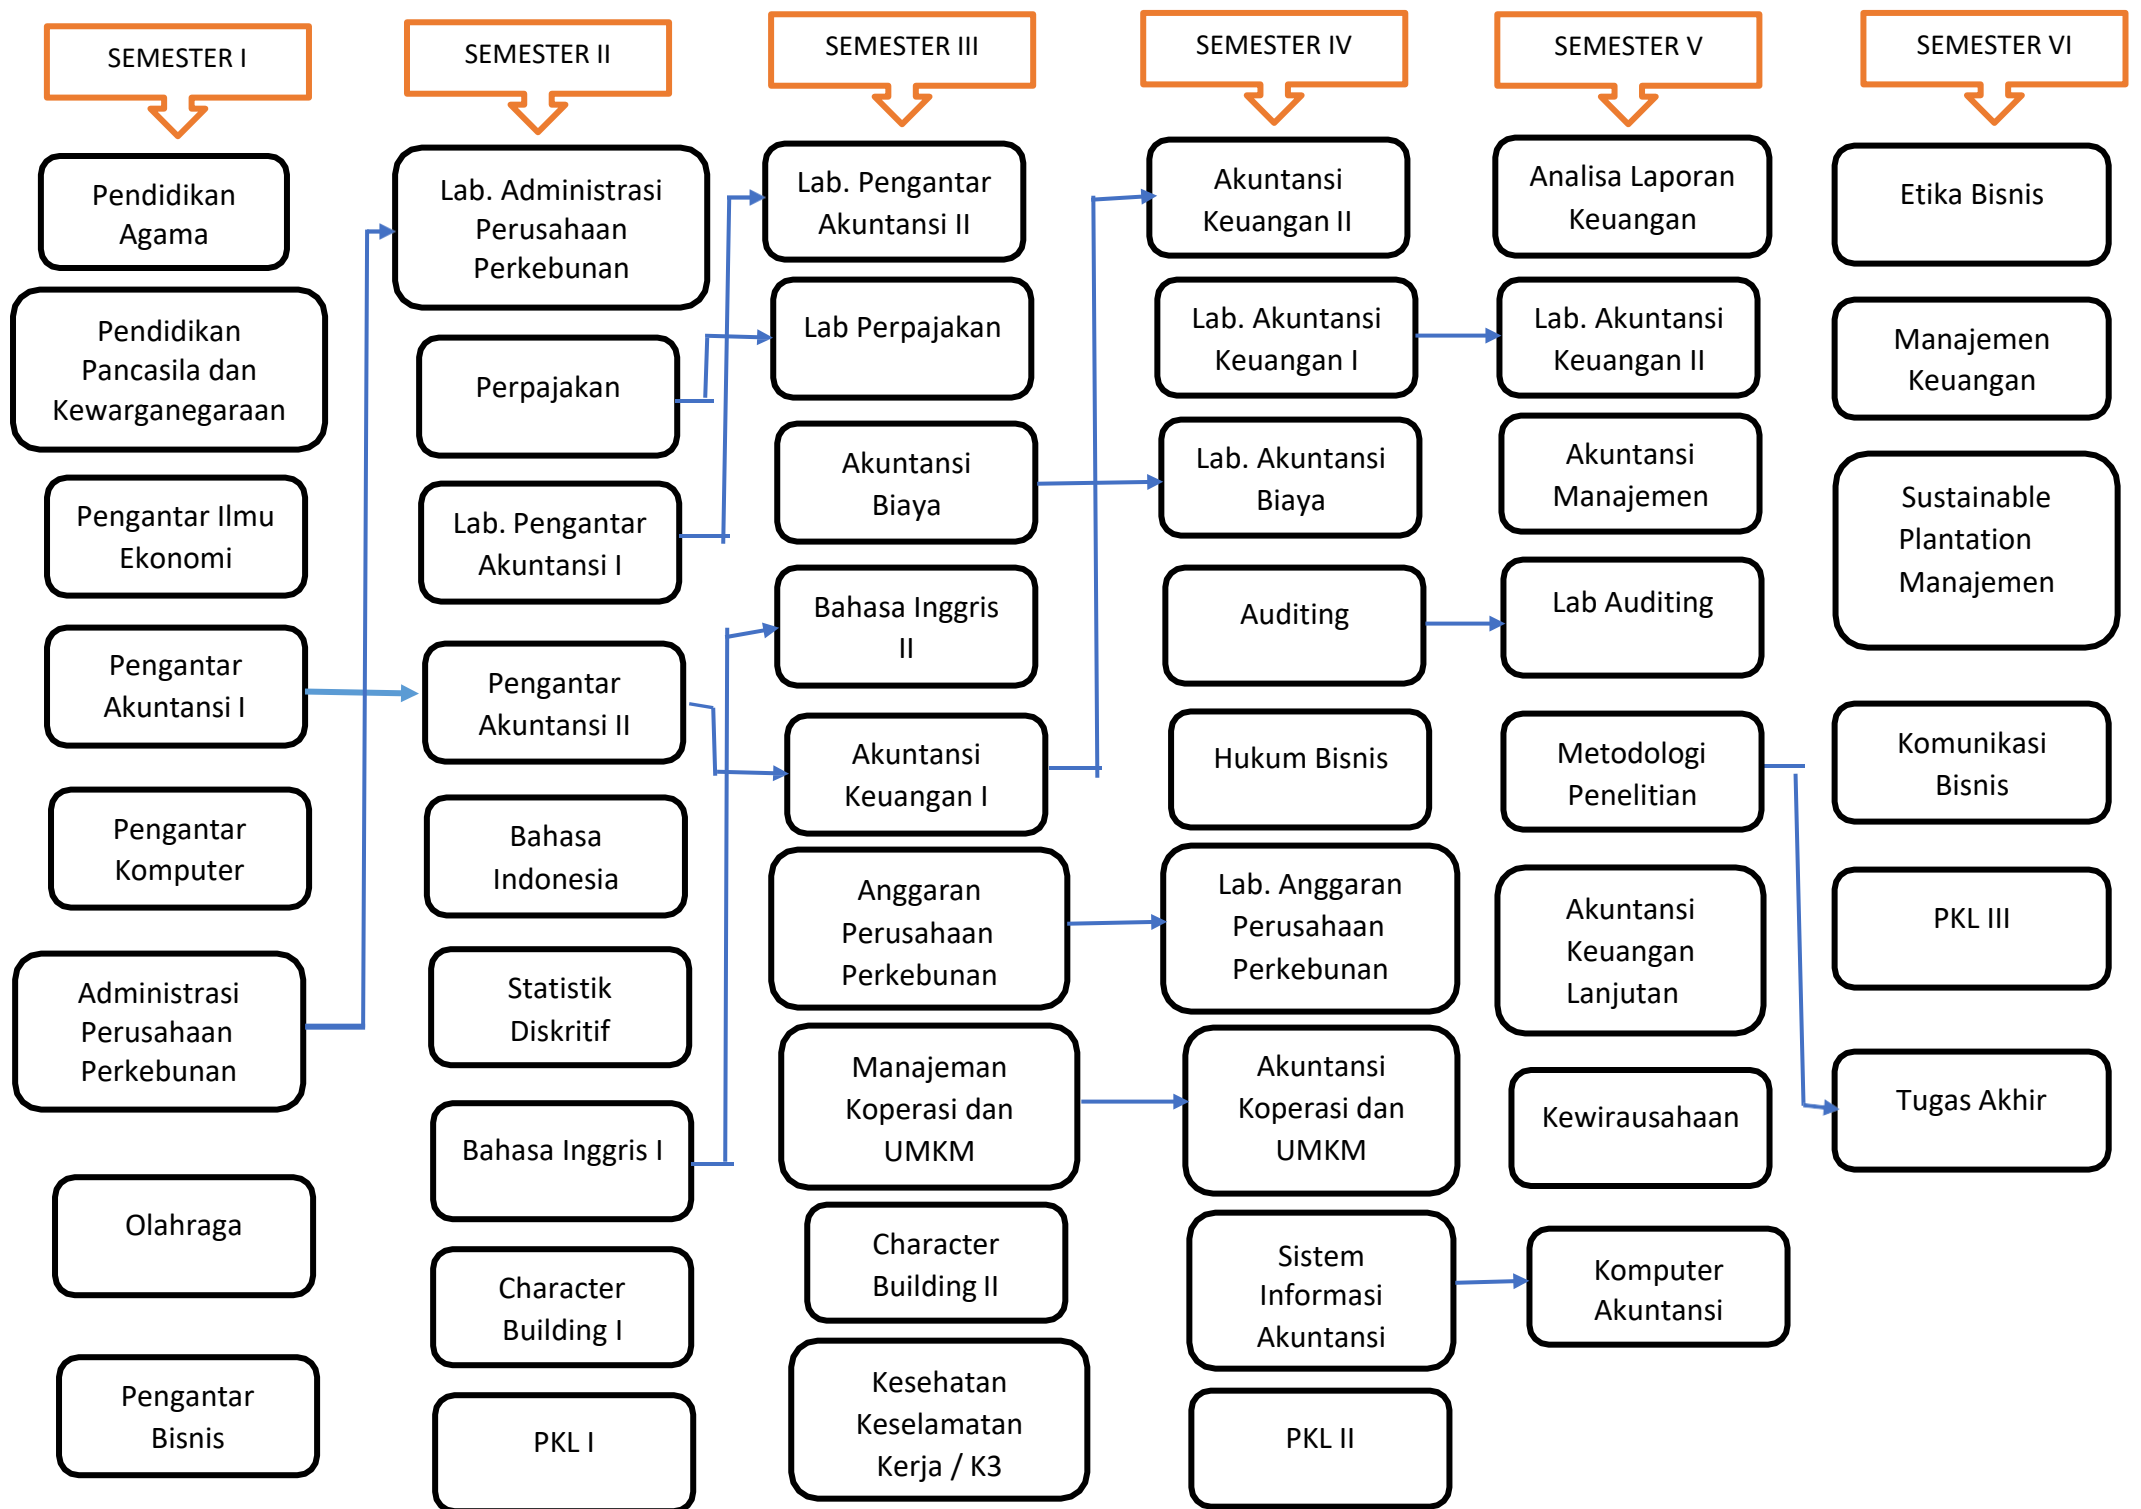 SEMESTER I
SEMESTER II
SEMESTER III
SEMESTER IV
SEMESTER V
SEMESTER VI
Pendidikan
Agama
Pendidikan
Pancasila dan
Kewarganegaraan
Pengantar Ilmu
Ekonomi
Pengantar
Akuntansi I
Pengantar
Komputer
Administrasi
Perusahaan
Perkebunan
Olahraga
Pengantar
Bisnis
Lab. Administrasi
Perusahaan
Perkebunan
Perpajakan
Lab. Pengantar
Akuntansi I
Pengantar
Akuntansi II
Bahasa
Indonesia
Statistik
Diskritif
Bahasa Inggris I
Character
Building I
PKL I
Lab. Pengantar
Akuntansi II
Lab Perpajakan
Akuntansi
Biaya
Bahasa Inggris
II
Akuntansi
Keuangan I
Anggaran
Perusahaan
Perkebunan
Manajeman
Koperasi dan
UMKM
Character
Building II
Kesehatan
Keselamatan
Kerja / K3
Akuntansi
Keuangan II
Lab. Akuntansi
Keuangan I
Lab. Akuntansi
Biaya
Auditing
Hukum Bisnis
Lab. Anggaran
Perusahaan
Perkebunan
Akuntansi
Koperasi dan
UMKM
Sistem
Informasi
Akuntansi
PKL II
Analisa Laporan
Keuangan
Lab. Akuntansi
Keuangan II
Akuntansi
Manajemen
Lab Auditing
Metodologi
Penelitian
Akuntansi
Keuangan
Lanjutan
Kewirausahaan
Komputer
Akuntansi
Etika Bisnis
Manajemen
Keuangan
Sustainable
Plantation
Manajemen
Komunikasi
Bisnis
PKL III
Tugas Akhir